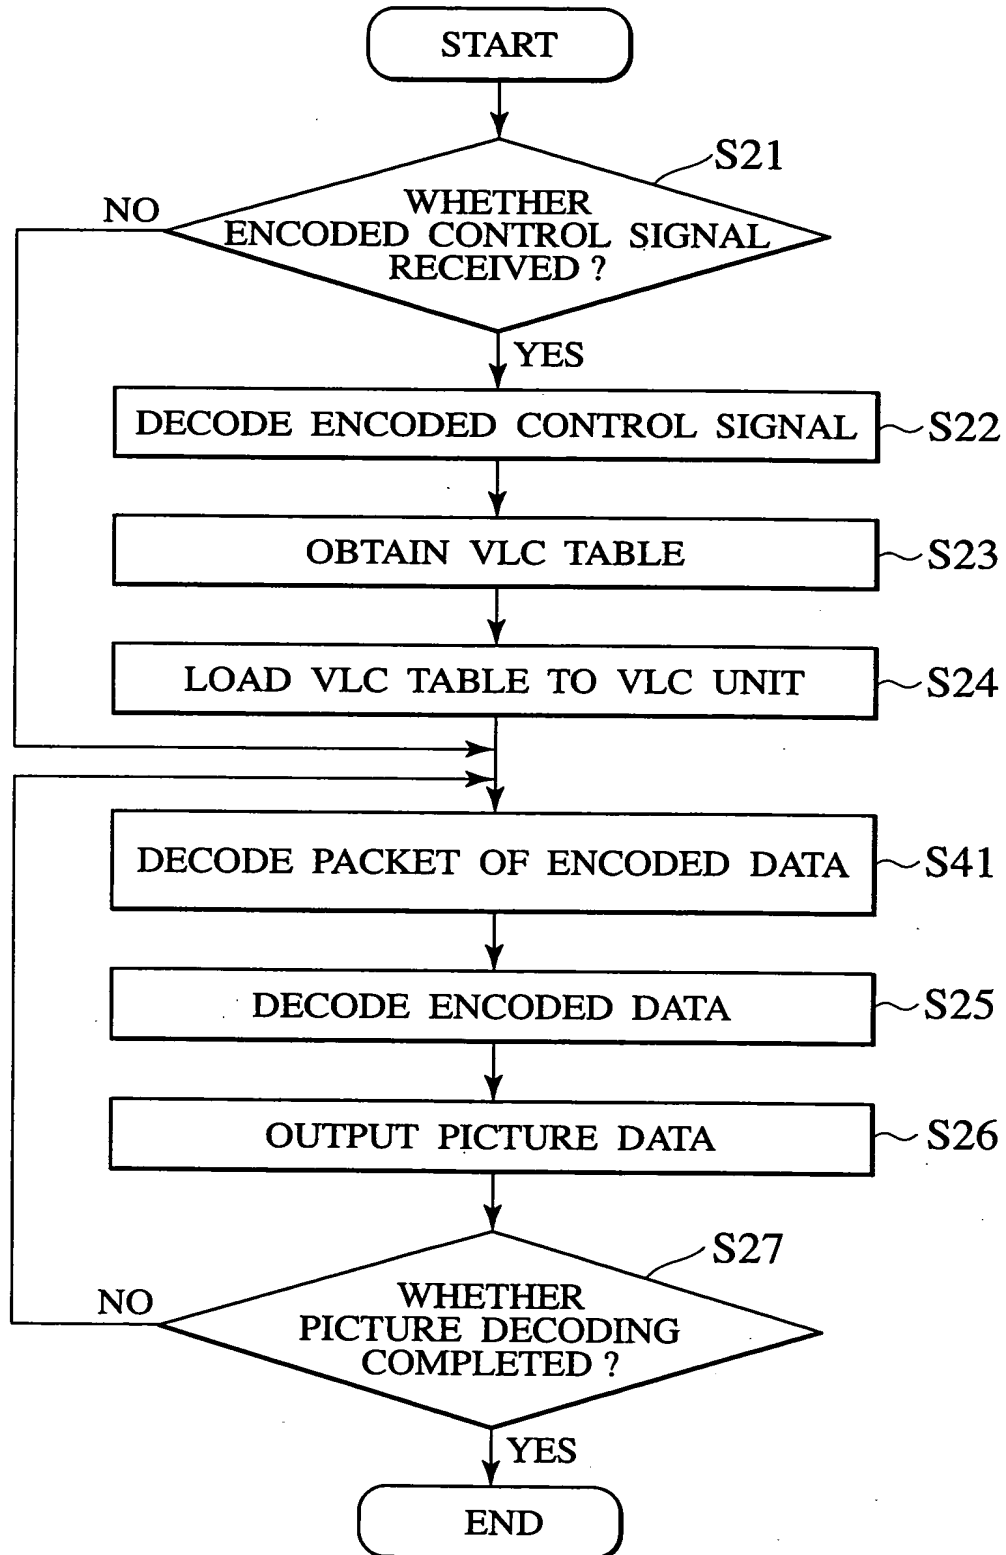 START
S21
NO
WHETHER
ENCODED CONTROL SIGNAL
RECEIVED ?
YES
DECODE ENCODED CONTROL SIGNAL
S22
OBTAIN VLC TABLE
S23
LOAD VLC TABLE TO VLC UNIT
S24
DECODE PACKET OF ENCODED DATA
S41
DECODE ENCODED DATA
S25
OUTPUT PICTURE DATA
S26
S27
NO
WHETHER
PICTURE DECODING
COMPLETED ?
YES
END